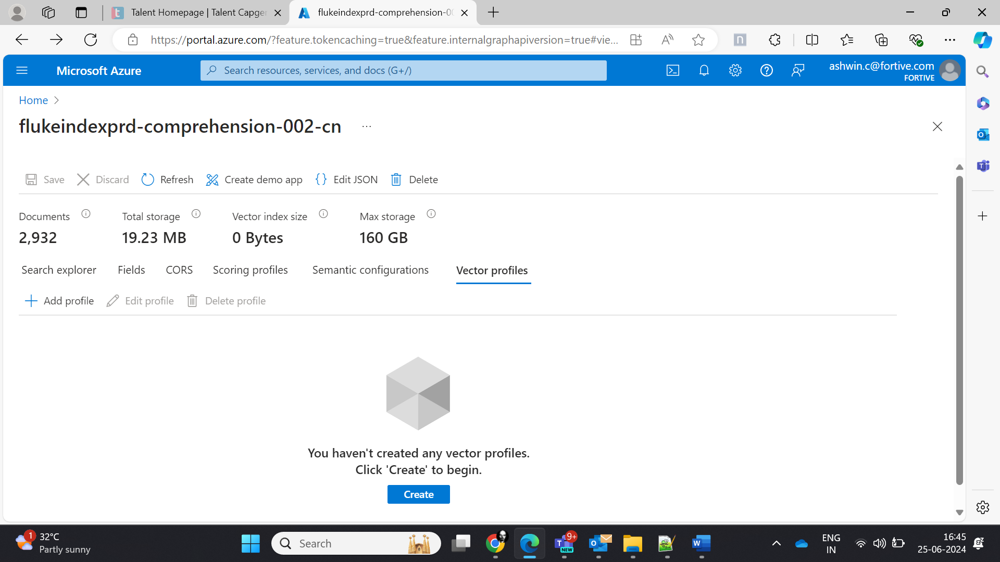 Talent Homepage | Talent Capger
flukeindexprd-comprehension-00
https://portal.azure.com/?feature.tokencaching=true&feature.internalgraphapiversion=true#vie...
Microsoft Azure
Search resources, services, and docs (G+/)
ashwin.c@fortive.com
FORTIVE
Home
flukeindexprd-comprehension-002-cn
...
Save
Discard
Refresh
Create demo app
Edit JSON
Delete
Documents
2,932
Total storage
19.23 MB
Vector index size
0 Bytes
Max storage
160 GB
Search explorer
Fields
CORS
Scoring profiles
Semantic configurations
Vector profiles
Add profile
Edit profile
Delete profile
You haven't created any vector profiles.
Click 'Create' to begin.
Create
1
32°C
Partly sunny
Search
9+
NEW
ENG
IN
16:45
25-06-2024